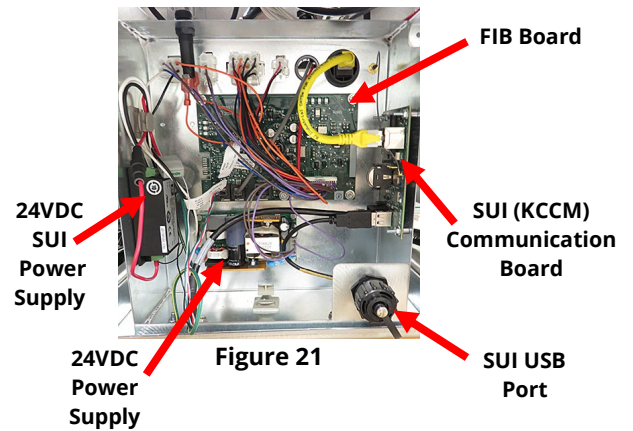 FIB Board
24VDC
SUI
Power
Supply
SUI (KCCM)
Communication
Board
24VDC
Power
Supply
Figure 21
SUI USB
Port